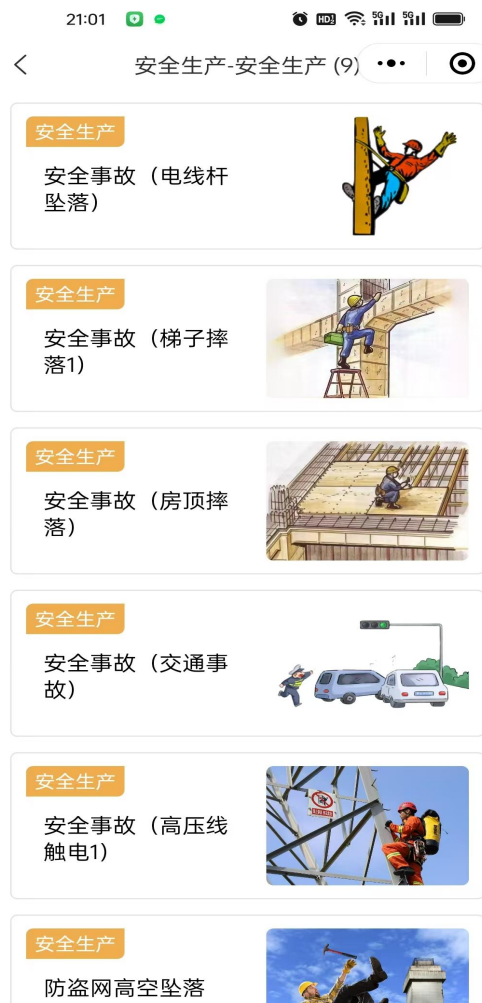 21:01 HD 5G 5G
安全生产-安全生产 (9)
安全生产
安全事故（电线杆
坠落）
安全生产
安全事故（梯子摔
落1）
安全生产
安全事故（房顶摔
落）
安全生产
安全事故（交通事
故）
安全生产
安全事故（高压线
触电1）
安全生产
防盗网高空坠落